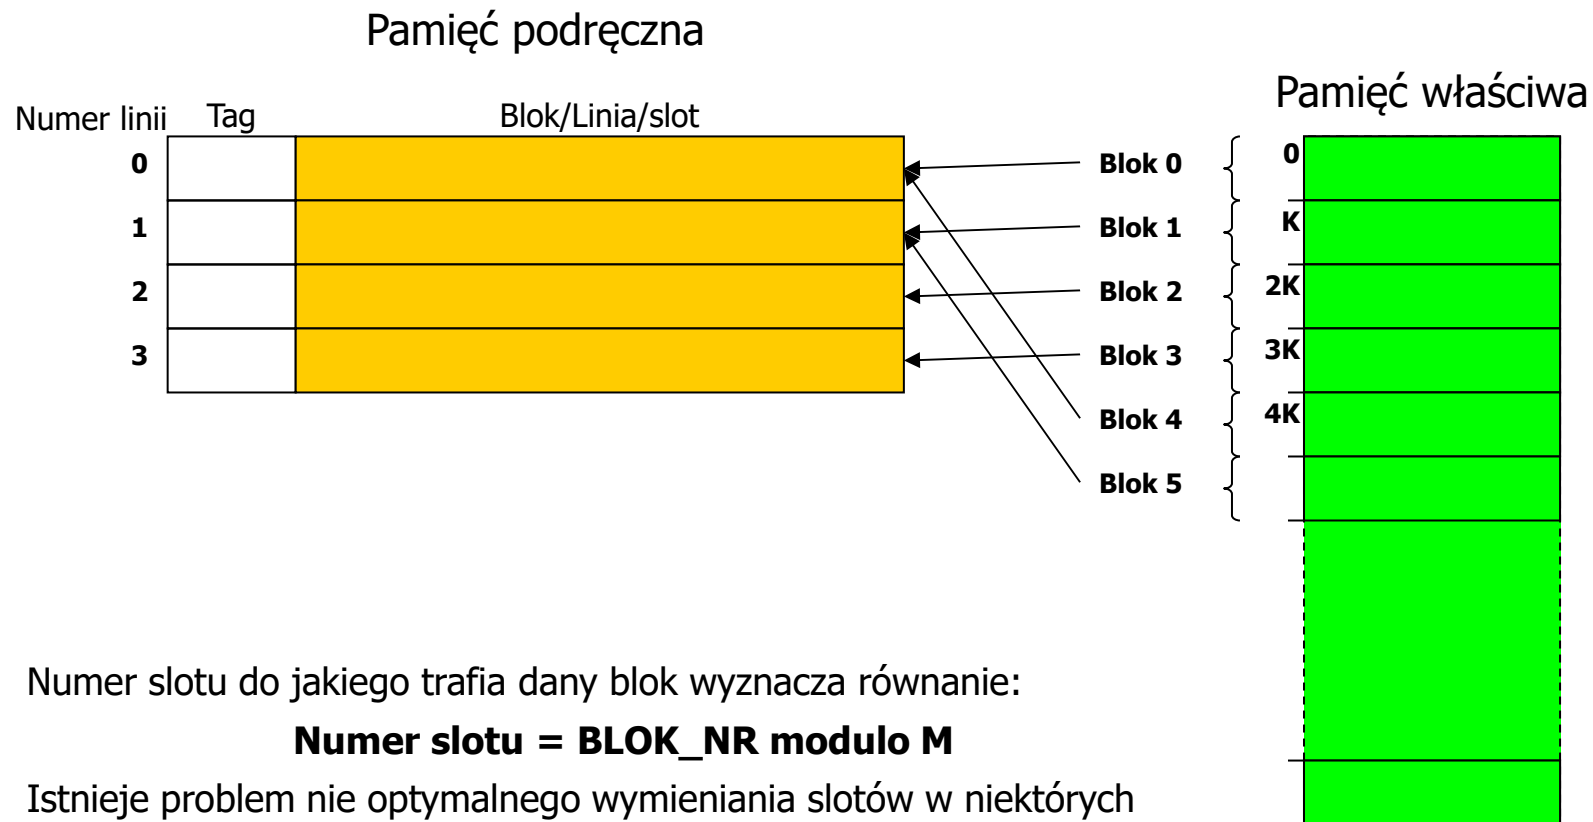 Pamięć podręczna
Pamięć właściwa
Numer linii Tag Blok/Linia/slot
0 Blok 0 0
1 Blok 1 K
2 Blok 2 2K
3 Blok 3 3K
Blok 4 4K
Blok 5
Numer slotu do jakiego trafia dany blok wyznacza równanie:
Numer slotu = BLOK_NR modulo M
Istnieje problem nie optymalnego wymieniania slotów w niektórych